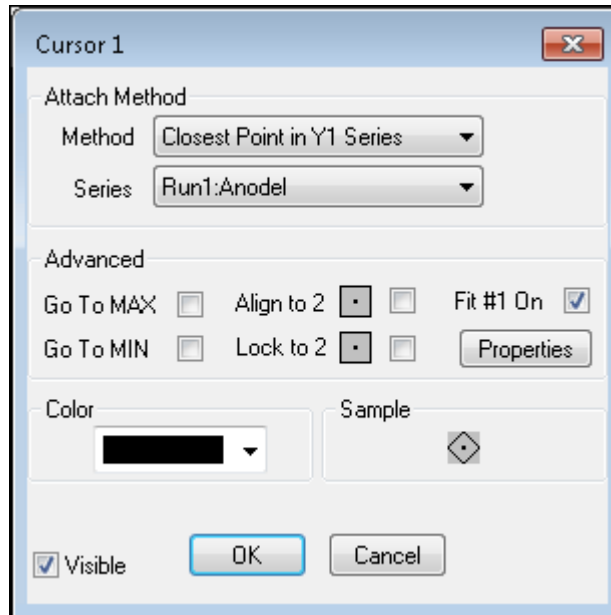 Cursor 1
Attach Method
Method Closest Point in Y1 Series
Series Run1:AnodeI
Advanced
Go To MAX Align to 2 Fit #1 On
Go To MIN Lock to 2 Properties
Color Sample
Visible OK Cancel